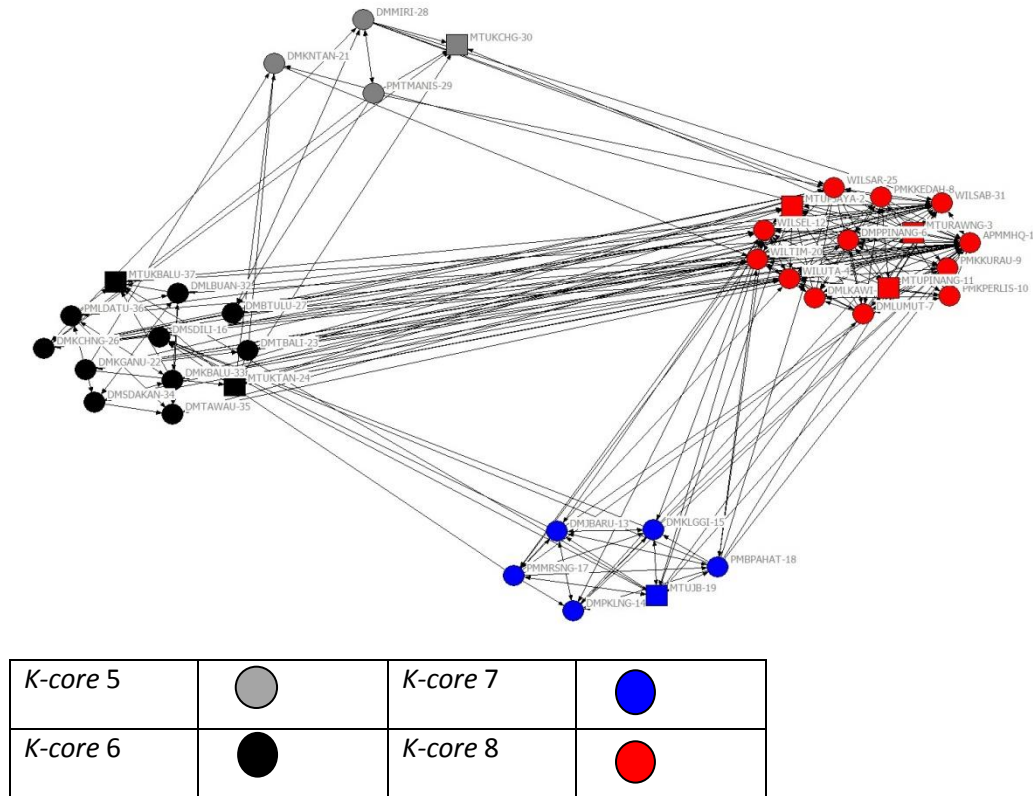 DMMIRI-28
MTUKCHG-30
DMKNTAN-21
PMTMANIS-29
WILSAR-25
PMKKEDAH-8
WILSAB-31
WILSEL-12
DMPPINANG-6
MTURAWNG-3
APMMHQ-1
WILTIM-20
PMKKURAU-9
WILUTA-4
MTUPINANG-11
PMKPERLIS-10
DMLKAWI-
DMLUMUT-7
MTUKBALU-37
DMLBUAN-32
DMBTULU-27
PMLDATU-36
DMSDILI-16
DMKCHNG-26
DMTBALI-23
DMKGANU-22
DMKBALU-33
MTUKTAN-24
DMSDAKAN-34
DMTAWAU-35
DMJBARU-13
DMKLGGI-15
PMMRSNG-17
PMBPAHAT-18
MTUJB-19
DMPKLNG-14
K-core 5 K-core 7
K-core 6 K-core 8